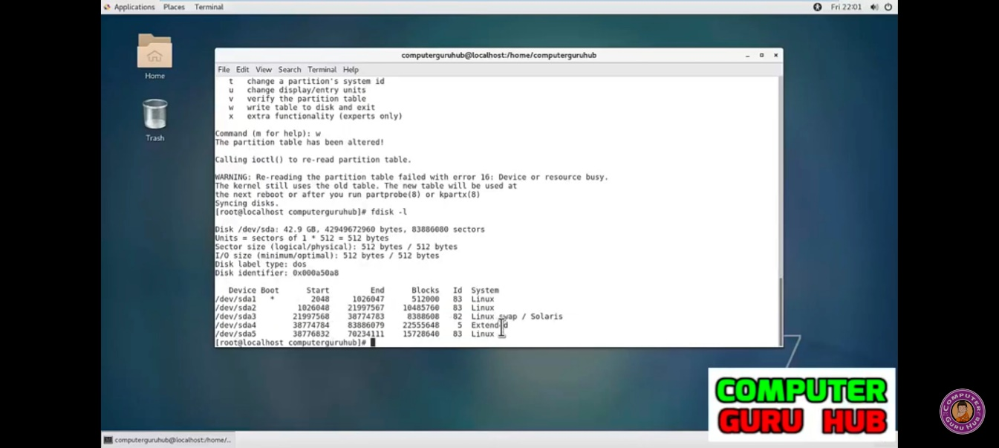 Applications Places Terminal
Fri 22:01
Home
Trash
computerguruhub@localhost:/home/computerguruhub
File Edit View Search Terminal Help
t change a partition's system id
u change display/entry units
v verify the partition table
w write table to disk and exit
x extra functionality (experts only)
Command (m for help): w
The partition table has been altered!
Calling ioctl() to re-read partition table.
WARNING: Re-reading the partition table failed with error 16: Device or resource busy.
The kernel still uses the old table. The new table will be used at
the next reboot or after you run partprobe(8) or kpartx(8)
Syncing disks.
[root@localhost computerguruhub]# fdisk -l
Disk /dev/sda: 42.9 GB, 42949672960 bytes, 83886080 sectors
Units = sectors of 1 * 512 = 512 bytes
Sector size (logical/physical): 512 bytes / 512 bytes
I/O size (minimum/optimal): 512 bytes / 512 bytes
Disk label type: dos
Disk identifier: 0x000a50a8
Device Boot Start End Blocks Id System
/dev/sda1 * 2048 1026047 512000 83 Linux
/dev/sda2 1026048 21997567 10485760 83 Linux
/dev/sda3 21997568 38774783 8388608 82 Linux swap / Solaris
/dev/sda4 38774784 83886079 22555648 5 Extended
/dev/sda5 38776832 70234111 15728640 83 Linux
[root@localhost computerguruhub]#
COMPUTER
GURU HUB
COMPUTER
GURU HUB
computerguruhub@localhost:/home/...